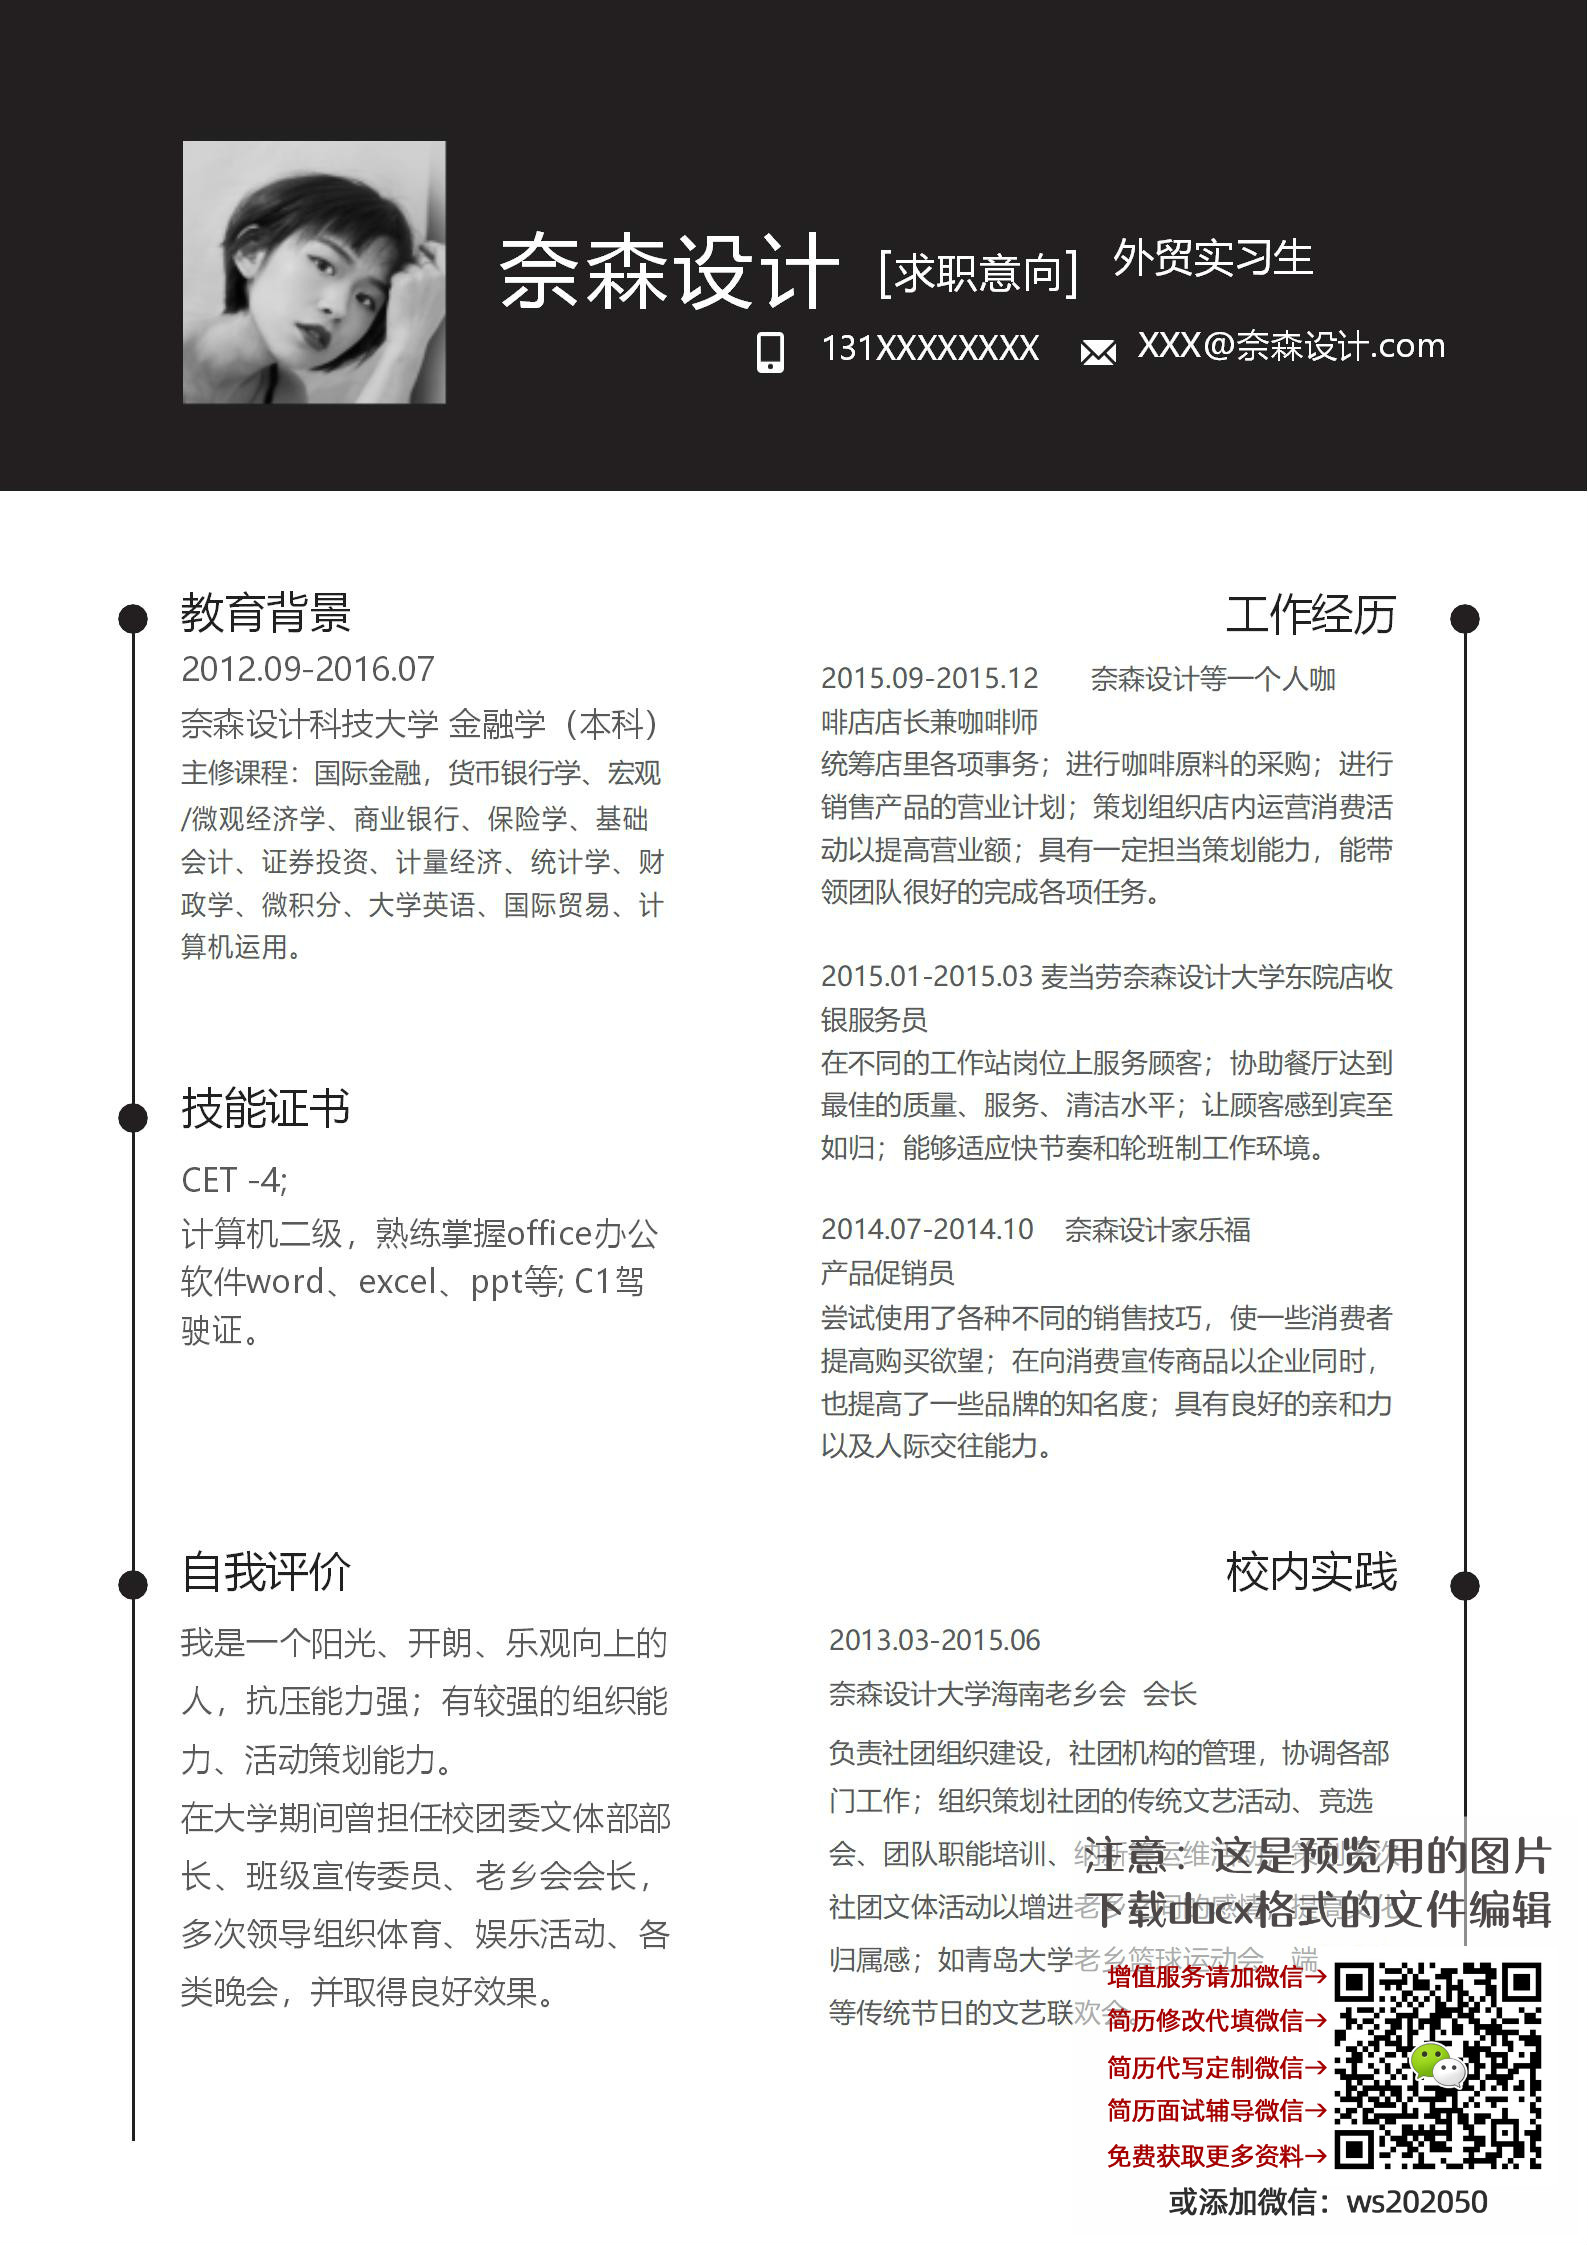 奈森设计 [求职意向] 外贸实习生
131XXXXXXXX XXX@奈森设计.com
教育背景
2012.09-2016.07
奈森设计科技大学 金融学（本科）
主修课程：国际金融，货币银行学、宏观
/微观经济学、商业银行、保险学、基础
会计、证券投资、计量经济、统计学、财
政学、微积分、大学英语、国际贸易、计
算机运用。
技能证书
CET -4;
计算机二级，熟练掌握office办公
软件word、excel、ppt等; C1驾
驶证。
自我评价
我是一个阳光、开朗、乐观向上的
人，抗压能力强；有较强的组织能
力、活动策划能力。
在大学期间曾担任校团委文体部部
长、班级宣传委员、老乡会会长，
多次领导组织体育、娱乐活动、各
类晚会，并取得良好效果。
工作经历
2015.09-2015.12 奈森设计等一个人咖
啡店店长兼咖啡师
统筹店里各项事务；进行咖啡原料的采购；进行
销售产品的营业计划；策划组织店内运营消费活
动以提高营业额；具有一定担当策划能力，能带
领团队很好的完成各项任务。
2015.01-2015.03 麦当劳奈森设计大学东院店收
银服务员
在不同的工作站岗位上服务顾客；协助餐厅达到
最佳的质量、服务、清洁水平；让顾客感到宾至
如归；能够适应快节奏和轮班制工作环境。
2014.07-2014.10 奈森设计家乐福
产品促销员
尝试使用了各种不同的销售技巧，使一些消费者
提高购买欲望；在向消费宣传商品以企业同时，
也提高了一些品牌的知名度；具有良好的亲和力
以及人际交往能力。
校内实践
2013.03-2015.06
奈森设计大学海南老乡会 会长
负责社团组织建设，社团机构的管理，协调各部
门工作；组织策划社团的传统文艺活动、竞选
会、团队职能培训、
社团文体活动以增进
归属感；如青岛大学老乡篮球运动会、端
等传统节日的文艺联欢会
注意：这是预览用的图片
下载docx格式的文件编辑
增值服务请加微信→
简历修改代填微信→
简历代写定制微信→
简历面试辅导微信→
免费获取更多资料→
或添加微信：ws202050